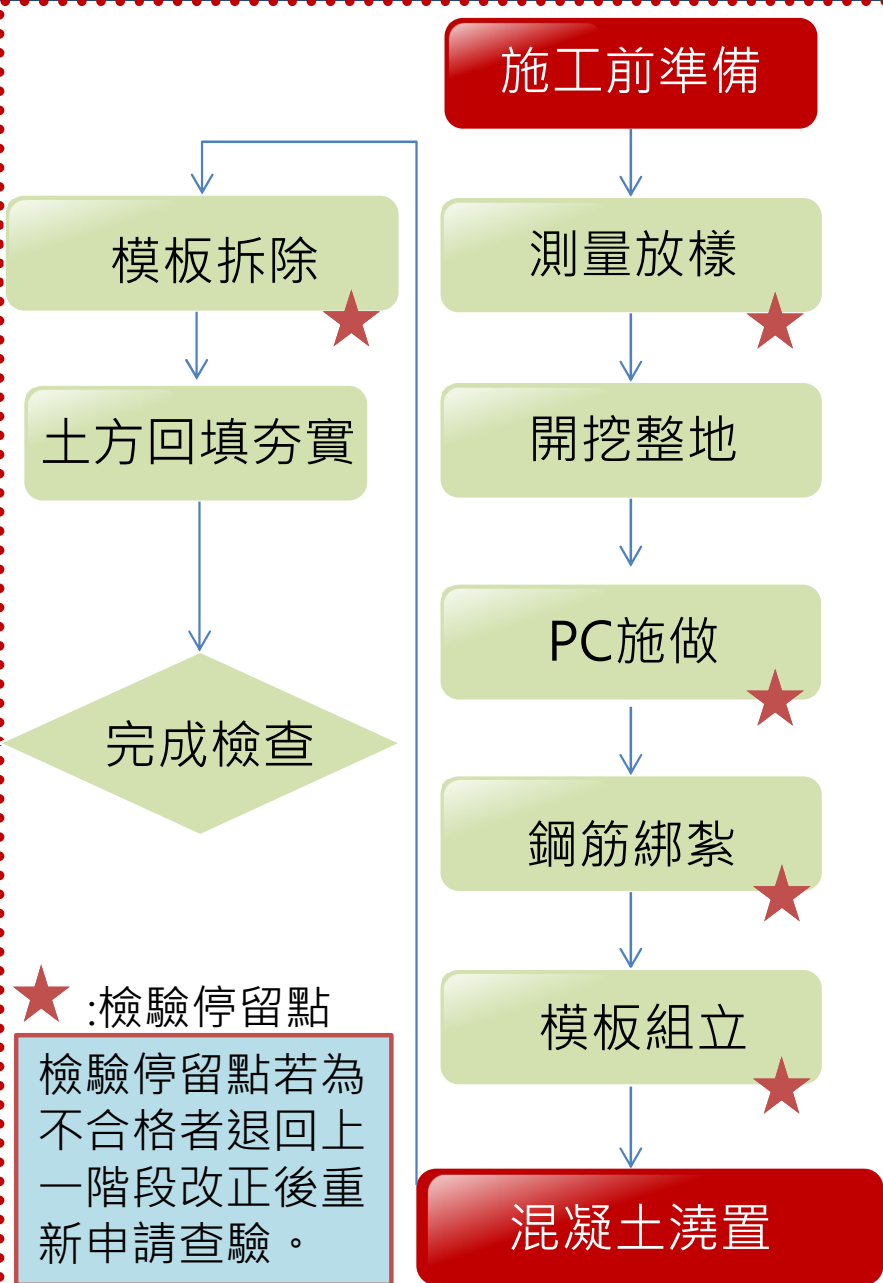 施工前準備
測量放樣
開挖整地
PC施做
鋼筋綁紮
模板組立
混凝土澆置
模板拆除
土方回填夯實
完成檢查
:檢驗停留點
檢驗停留點若為
不合格者退回上
一階段改正後重
新申請查驗。